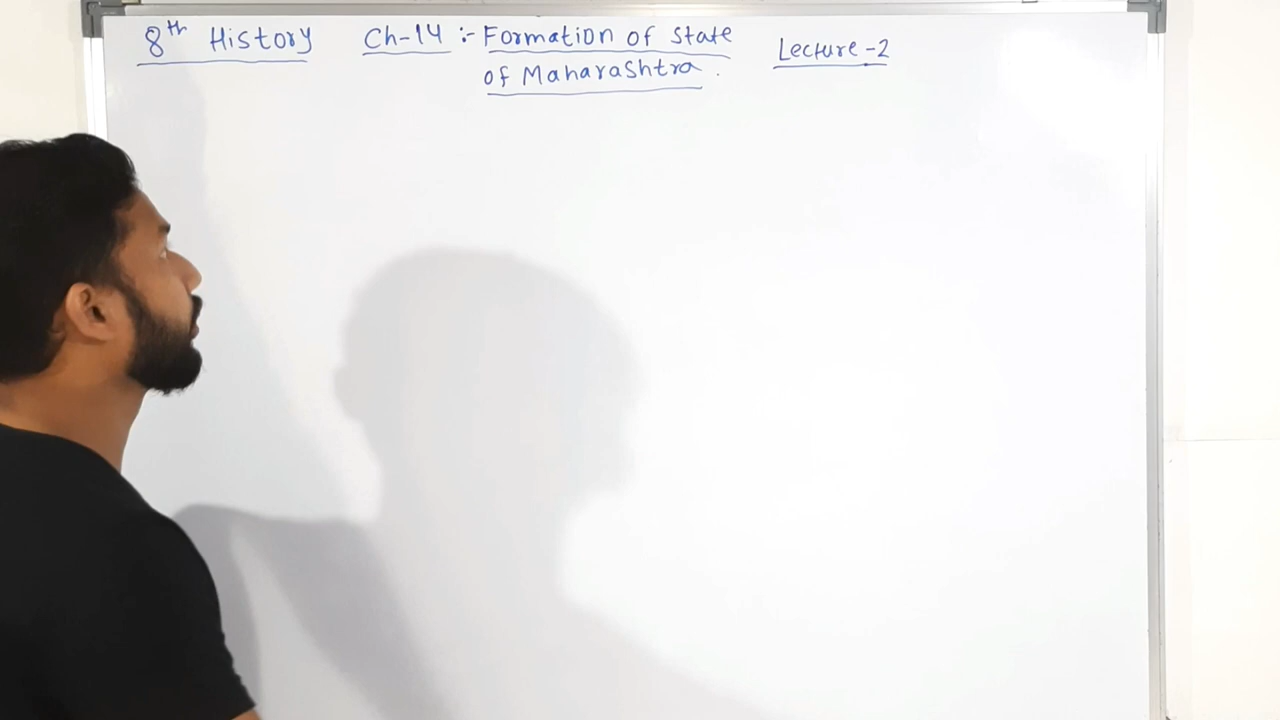 8th History Ch-14 :- Formation of State Lecture-2
of Maharashtra.